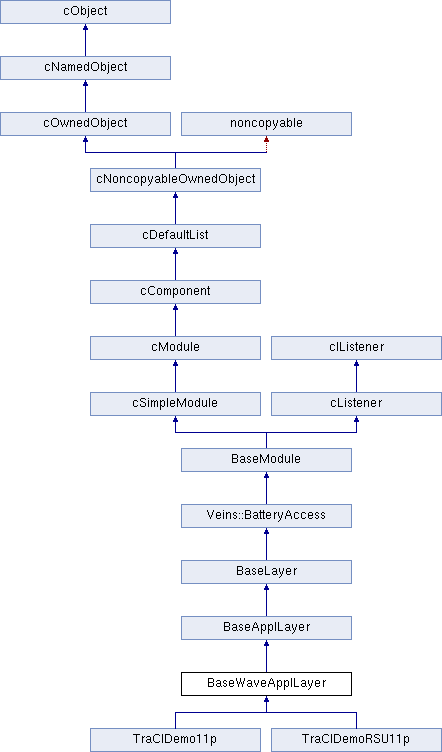 cObject
cNamedObject
cOwnedObject
noncopyable
cNoncopyableOwnedObject
cDefaultList
cComponent
cModule
cIListener
cSimpleModule
cListener
BaseModule
Veins::BatteryAccess
BaseLayer
BaseApplLayer
BaseWaveApplLayer
TraCIDemo11p
TraCIDemoRSU11p